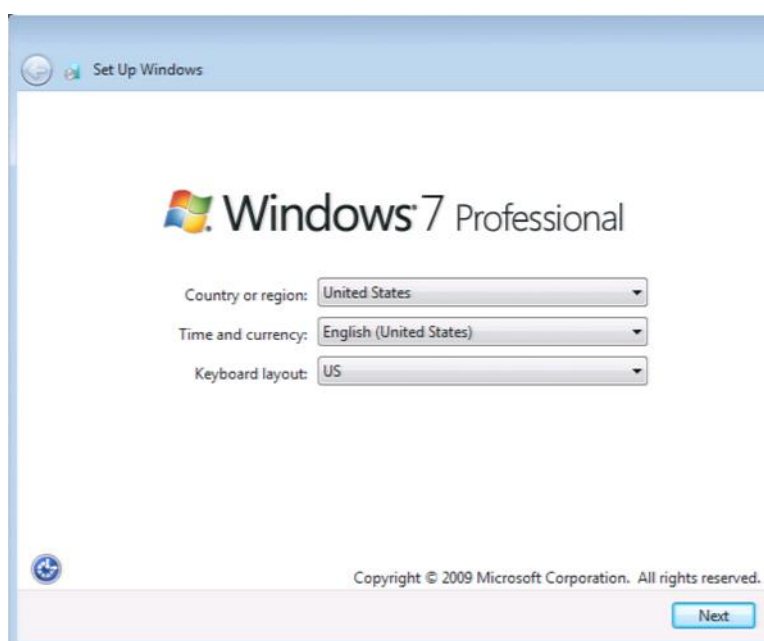 Set Up Windows
Windows 7 Professional
Country or region: United States
Time and currency: English (United States)
Keyboard layout: US
Copyright © 2009 Microsoft Corporation. All rights reserved.
Next